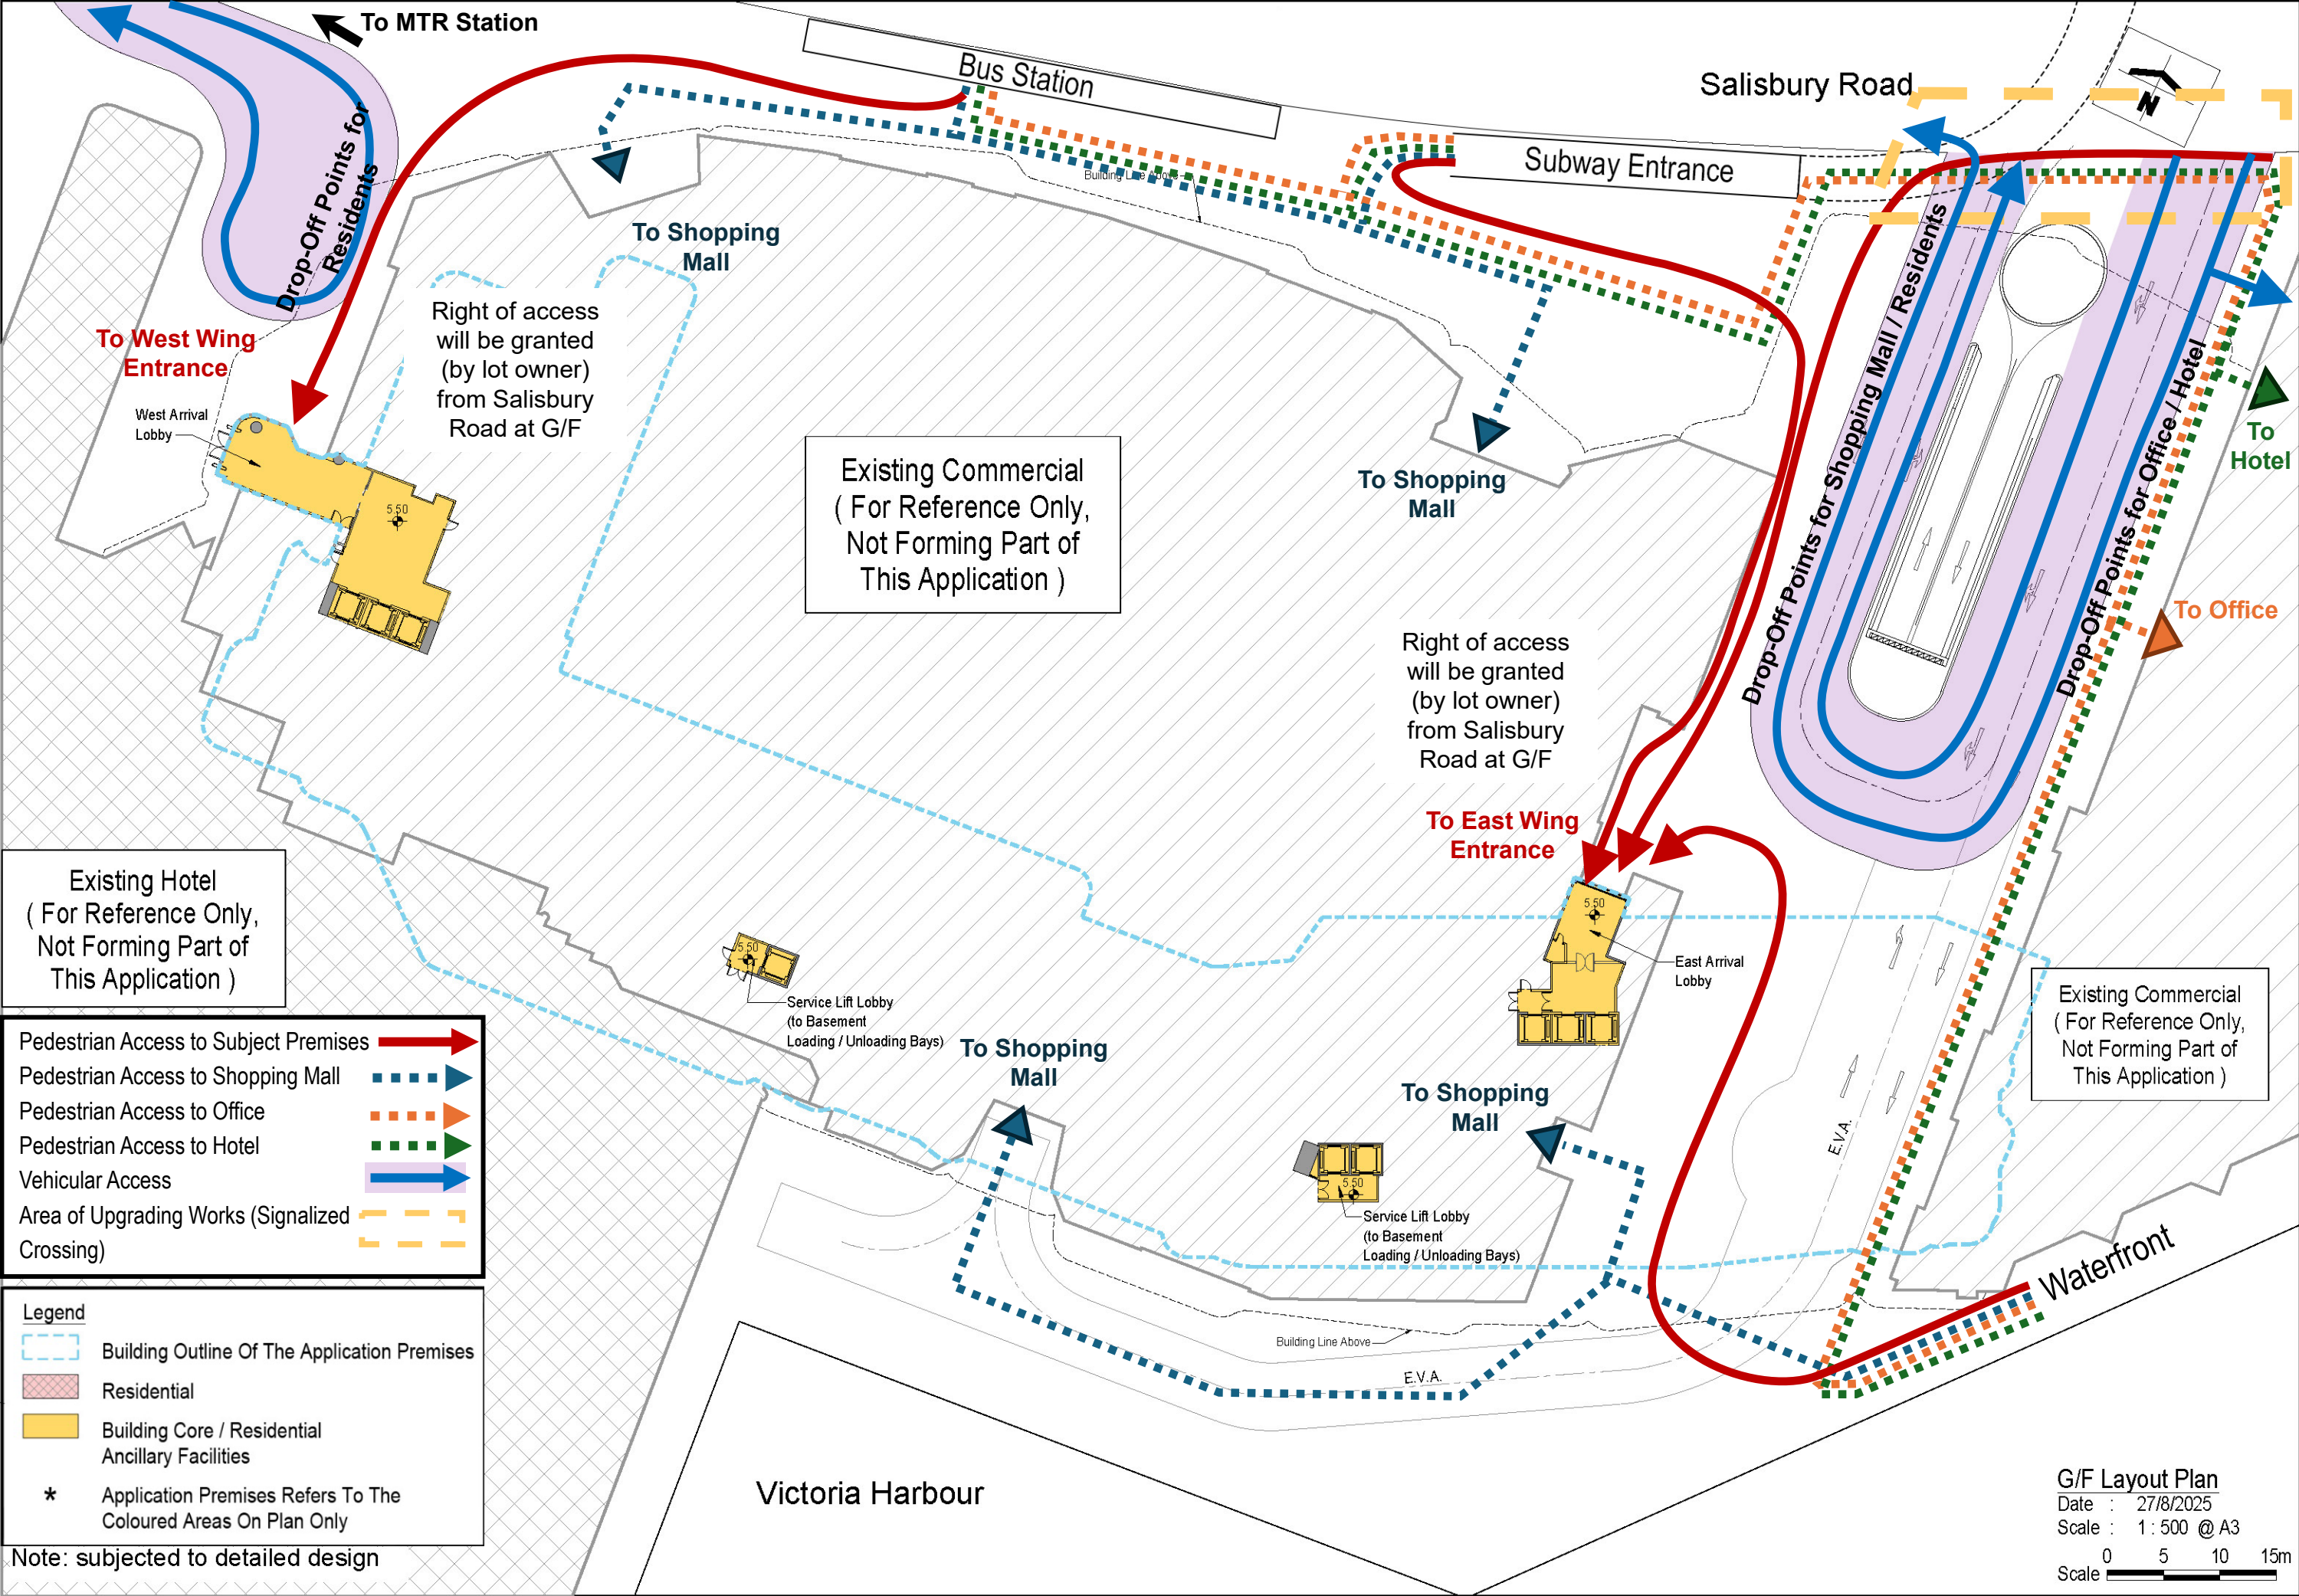 To MTR Station
Bus Station
Salisbury Road
N
Subway Entrance
Building Line Above
Drop-Off Points for
Residents
To Shopping
Mall
Right of access
will be granted
(by lot owner)
from Salisbury
Road at G/F
To West Wing
Entrance
West Arrival
Lobby
5.50
Existing Commercial
( For Reference Only,
Not Forming Part of
This Application )
To Shopping
Mall
Drop-Off Points for Shopping Mall / Residents
Drop-Off Points for Office / Hotel
To
Hotel
To Office
Right of access
will be granted
(by lot owner)
from Salisbury
Road at G/F
To East Wing
Entrance
5.50
East Arrival
Lobby
Existing Hotel
( For Reference Only,
Not Forming Part of
This Application )
5.50
Service Lift Lobby
(to Basement
Loading / Unloading Bays)
To Shopping
Mall
To Shopping
Mall
5.50
Service Lift Lobby
(to Basement
Loading / Unloading Bays)
Existing Commercial
( For Reference Only,
Not Forming Part of
This Application )
E.V.A.
Waterfront
Building Line Above
E.V.A.
Victoria Harbour
Pedestrian Access to Subject Premises
Pedestrian Access to Shopping Mall
Pedestrian Access to Office
Pedestrian Access to Hotel
Vehicular Access
Area of Upgrading Works (Signalized
Crossing)
Legend
Building Outline Of The Application Premises
Residential
Building Core / Residential
Ancillary Facilities
* Application Premises Refers To The
Coloured Areas On Plan Only
Note: subjected to detailed design
G/F Layout Plan
Date : 27/8/2025
Scale : 1 : 500 @ A3
0 5 10 15m
Scale